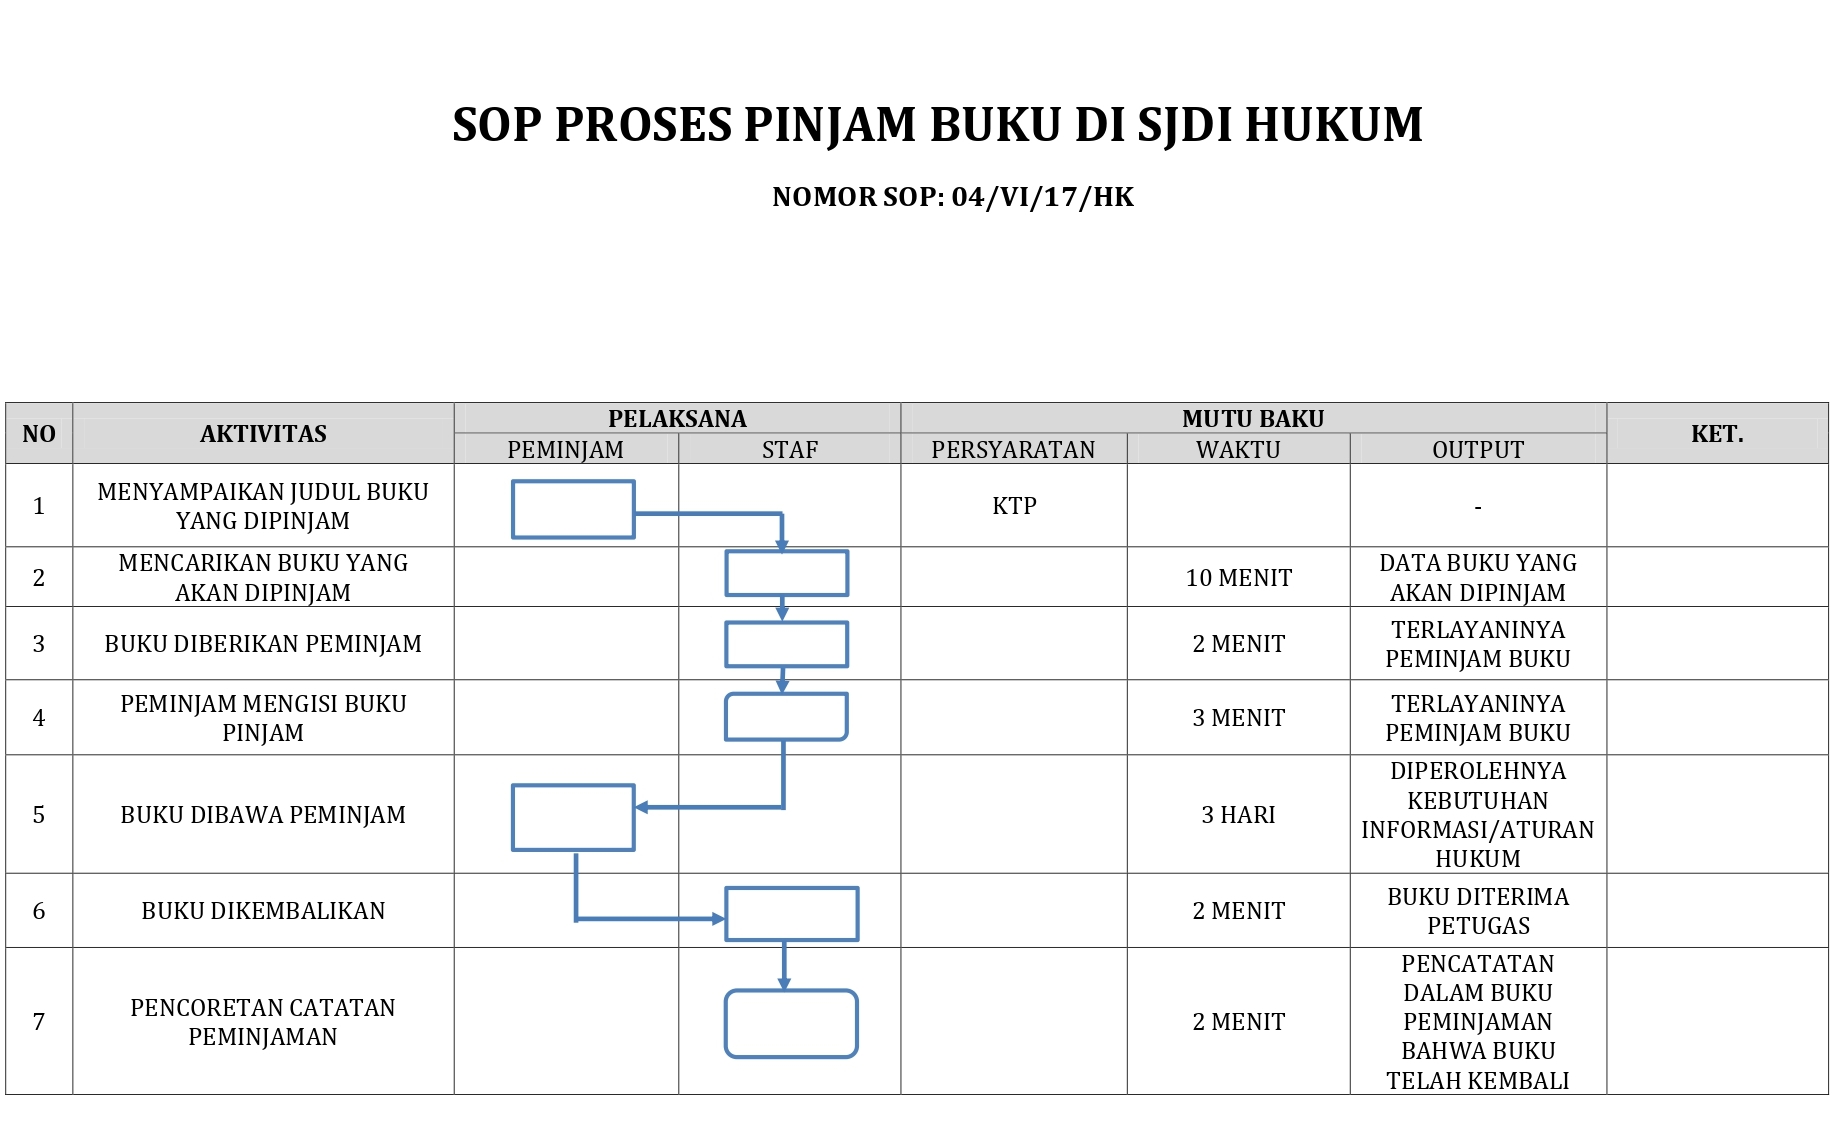 SOP PROSES PINJAM BUKU DI SJDI HUKUM
NOMOR SOP: 04/VI/17/HK
NO AKTIVITAS PELAKSANA MUTU BAKU KET.
PEMINJAM STAF PERSYARATAN WAKTU OUTPUT
1
MENYAMPAIKAN JUDUL BUKU
YANG DIPINJAM
KTP
-
2
MENCARIKAN BUKU YANG
AKAN DIPINJAM
10 MENIT
DATA BUKU YANG
AKAN DIPINJAM
3
BUKU DIBERIKAN PEMINJAM
2 MENIT
TERLAYANINYA
PEMINJAM BUKU
4
PEMINJAM MENGISI BUKU
PINJAM
3 MENIT
TERLAYANINYA
PEMINJAM BUKU
5
BUKU DIBAWA PEMINJAM
3 HARI
DIPEROLEHNYA
KEBUTUHAN
INFORMASI/ATURAN
HUKUM
6
BUKU DIKEMBALIKAN
2 MENIT
BUKU DITERIMA
PETUGAS
7
PENCORETAN CATATAN
PEMINJAMAN
2 MENIT
PENCATATAN
DALAM BUKU
PEMINJAMAN
BAHWA BUKU
TELAH KEMBALI